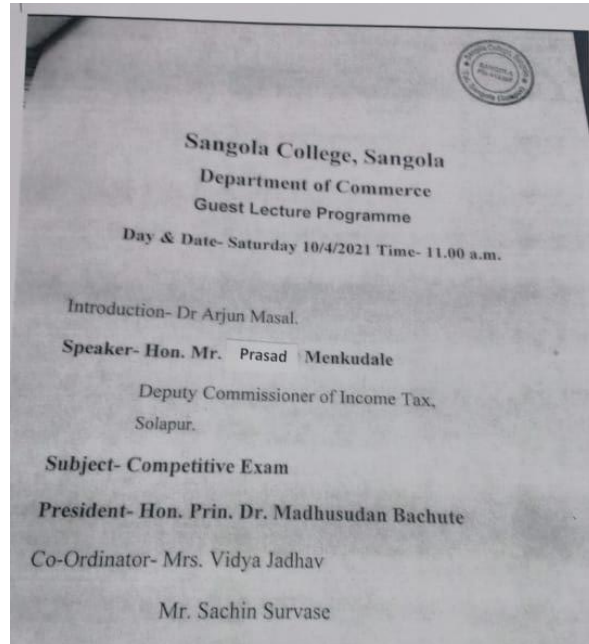 Sangola College, Sangola
Department of Commerce
Guest Lecture Programme
Day & Date- Saturday 10/4/2021 Time- 11.00 a.m.
Introduction- Dr Arjun Masal.
Speaker- Hon. Mr. Prasad Menkudale
Deputy Commissioner of Income Tax,
Solapur.
Subject- Competitive Exam
President- Hon. Prin. Dr. Madhusudan Bachute
Co-Ordinator- Mrs. Vidya Jadhav
Mr. Sachin Survase